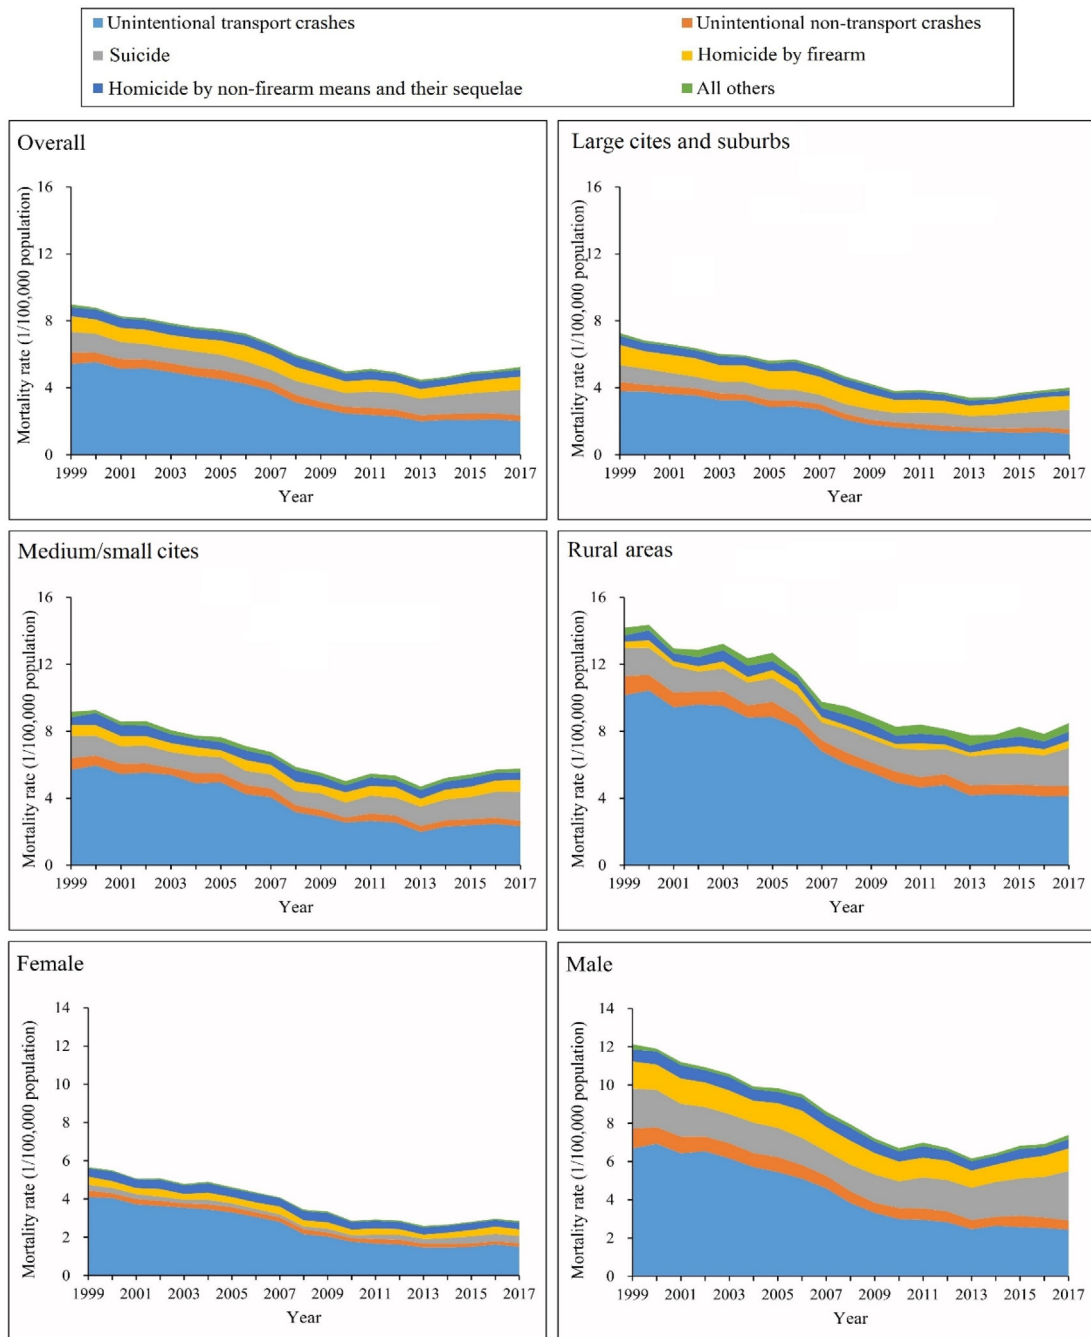 Unintentional transport crashes
Unintentional non-transport crashes
Suicide
Homicide by firearm
Homicide by non-firearm means and their sequelae
All others
Overall
Mortality rate (1/100,000 population)
16
12
8
4
0
1999 2001 2003 2005 2007 2009 2011 2013 2015 2017
Year
Large cites and suburbs
Mortality rate (1/100,000 population)
16
12
8
4
0
1999 2001 2003 2005 2007 2009 2011 2013 2015 2017
Year
Medium/small cites
Mortality rate (1/100,000 population)
16
12
8
4
0
1999 2001 2003 2005 2007 2009 2011 2013 2015 2017
Year
Rural areas
Mortality rate (1/100,000 population)
16
12
8
4
0
1999 2001 2003 2005 2007 2009 2011 2013 2015 2017
Year
Female
Mortality rate (1/100,000 population)
14
12
10
8
6
4
2
0
1999 2001 2003 2005 2007 2009 2011 2013 2015 2017
Year
Male
Mortality rate (1/100,000 population)
14
12
10
8
6
4
2
0
1999 2001 2003 2005 2007 2009 2011 2013 2015 2017
Year